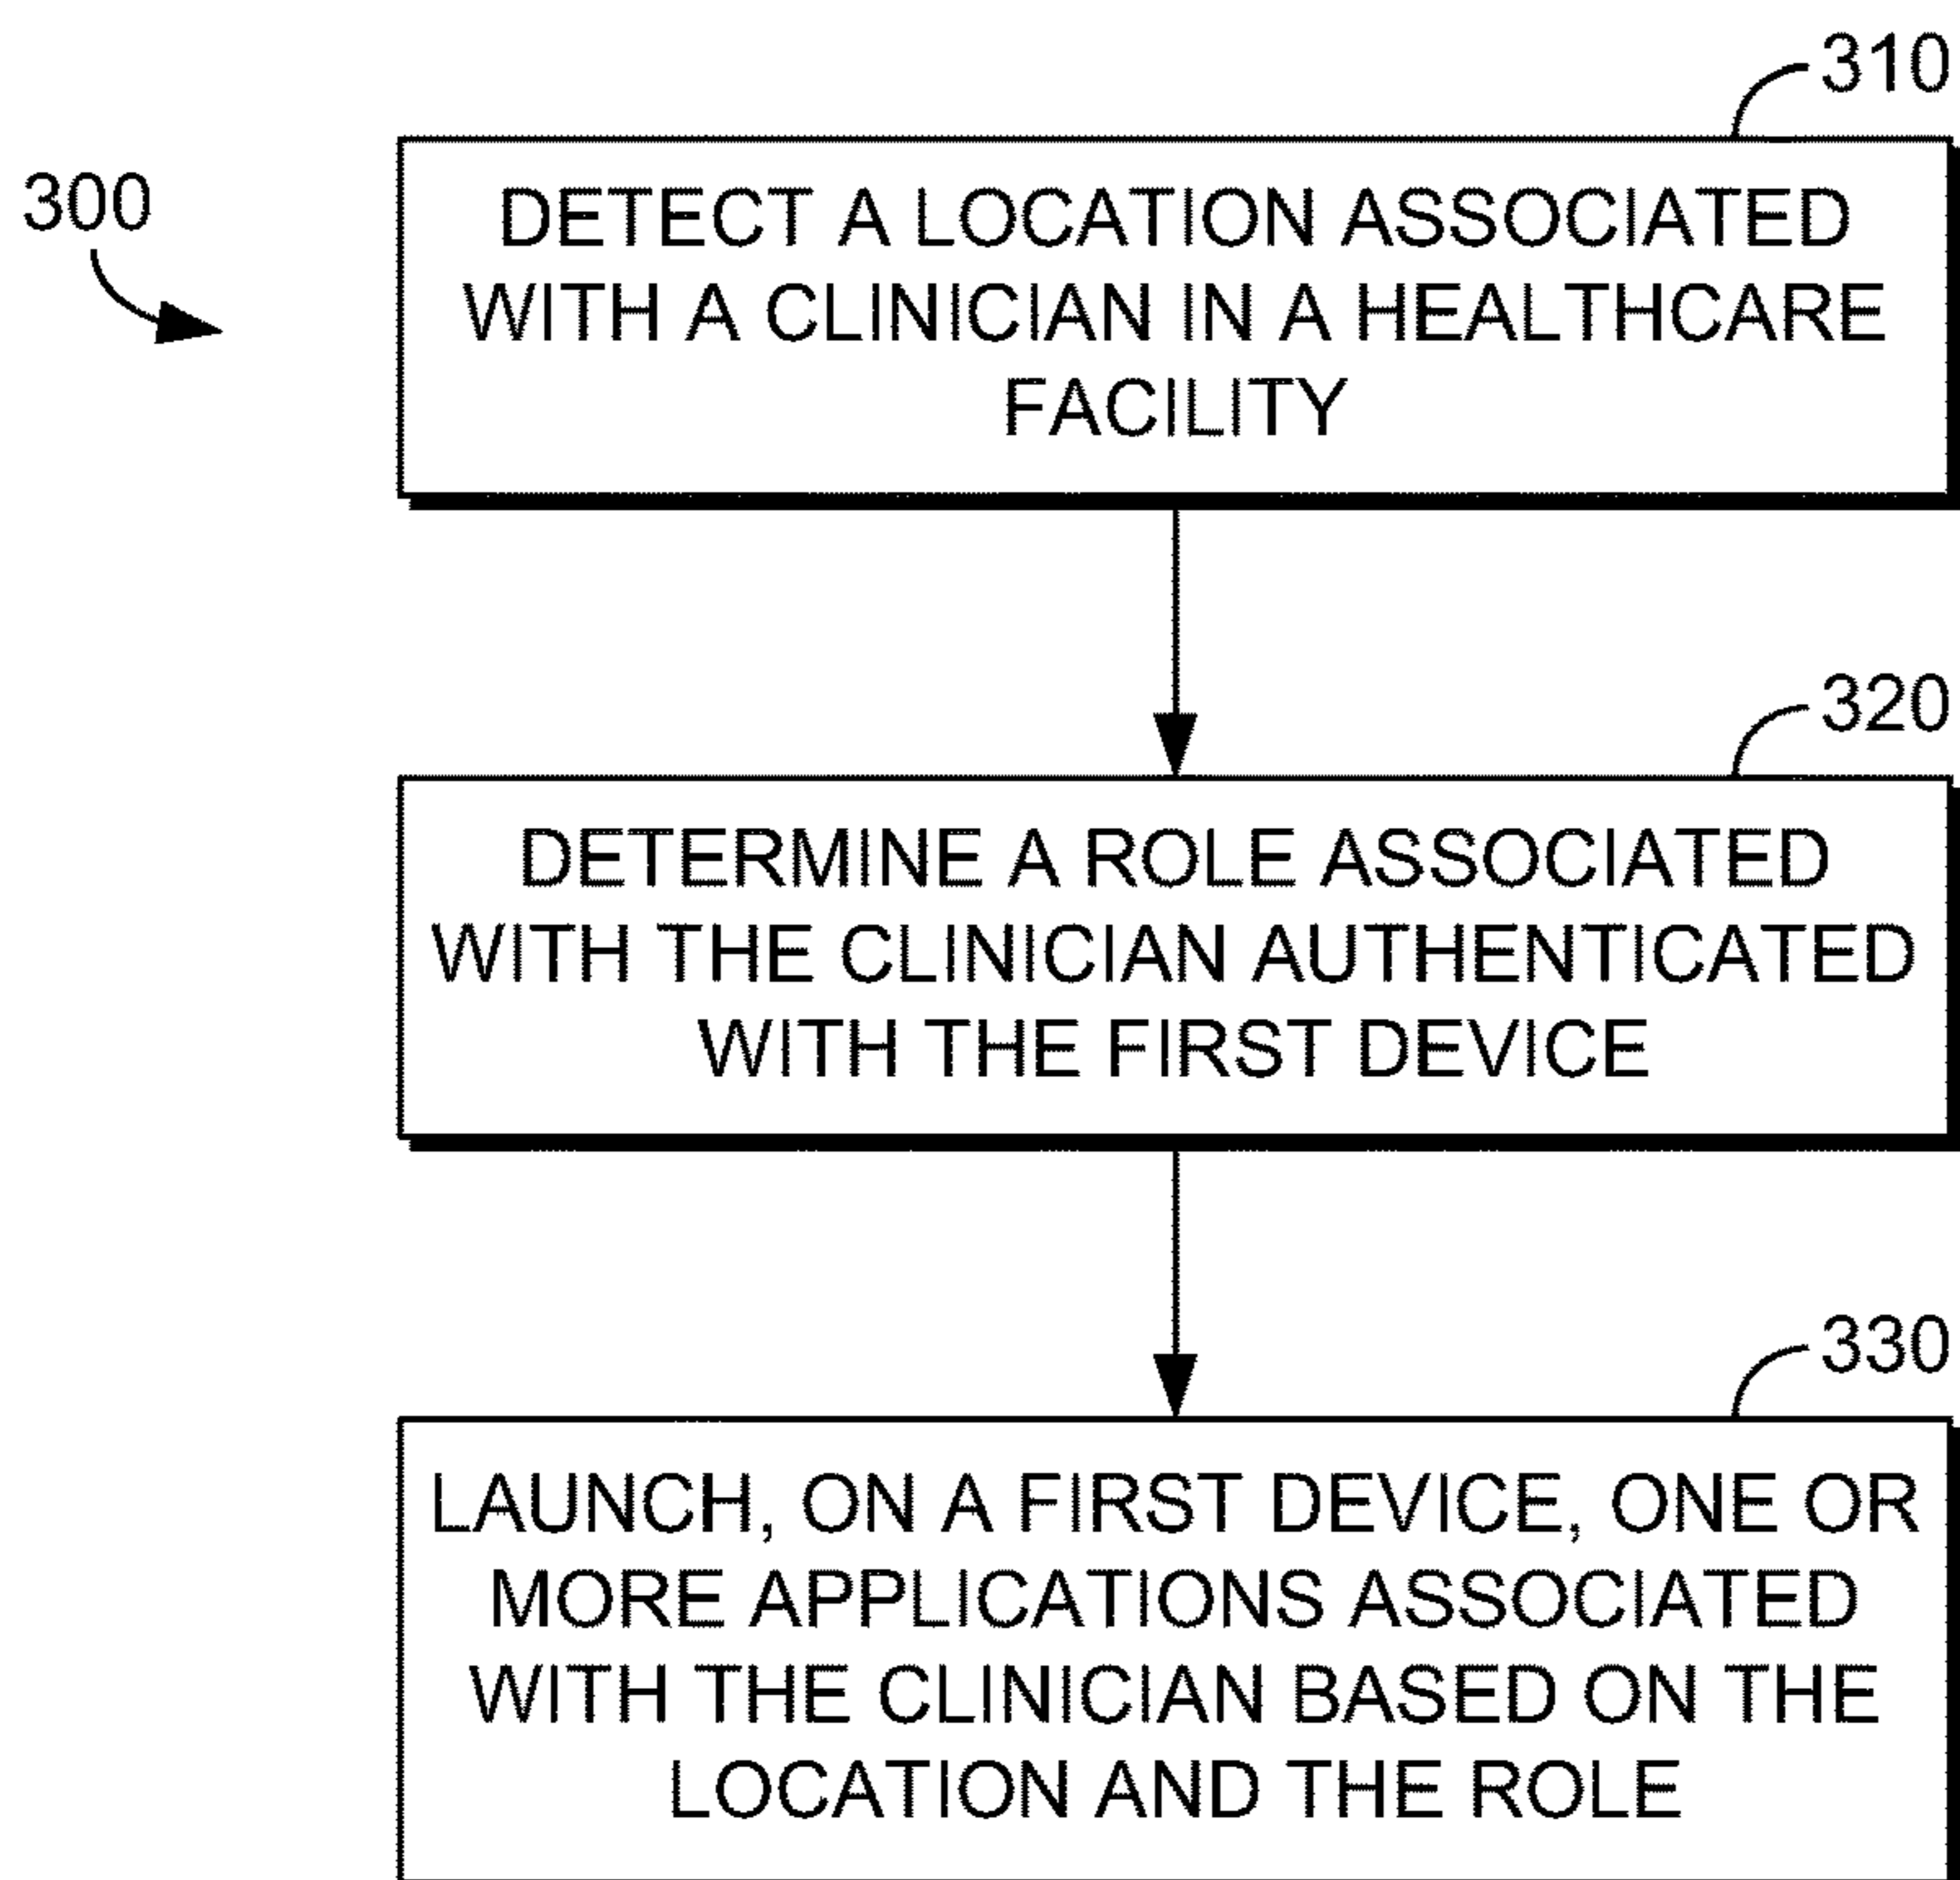 310
300
DETECT A LOCATION ASSOCIATED
WITH A CLINICIAN IN A HEALTHCARE
FACILITY
320
DETERMINE A ROLE ASSOCIATED
WITH THE CLINICIAN AUTHENTICATED
WITH THE FIRST DEVICE
330
LAUNCH, ON A FIRST DEVICE, ONE OR
MORE APPLICATIONS ASSOCIATED
WITH THE CLINICIAN BASED ON THE
LOCATION AND THE ROLE